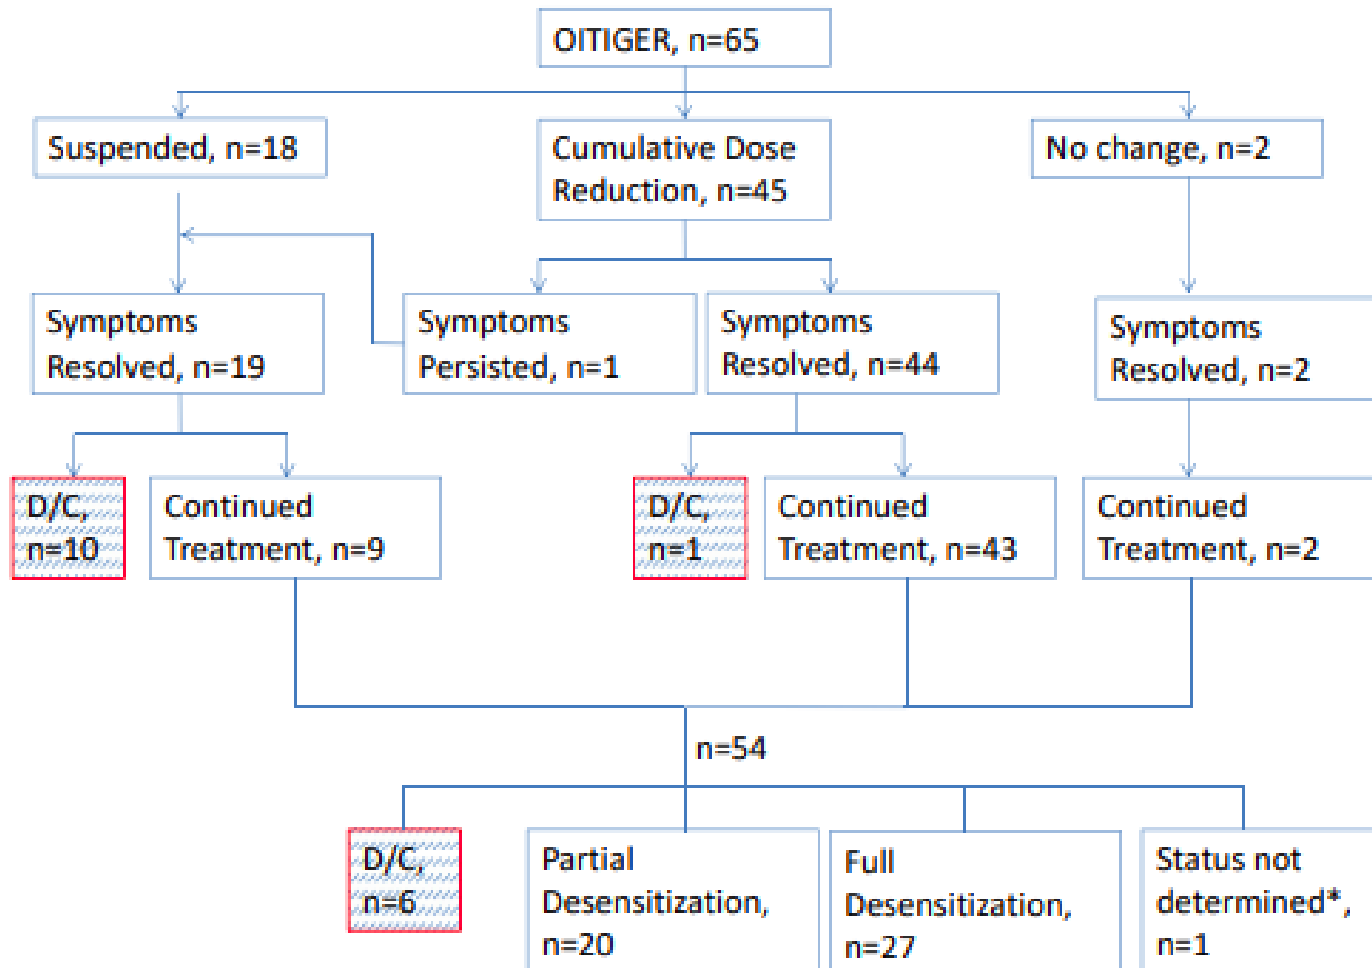 OITIGER, n=65
Suspended, n=18
Cumulative Dose
Reduction, n=45
No change, n=2
Symptoms
Resolved, n=19
Symptoms
Persisted, n=1
Symptoms
Resolved, n=44
Symptoms
Resolved, n=2
D/C,
n=10
Continued
Treatment, n=9
D/C,
n=1
Continued
Treatment, n=43
Continued
Treatment, n=2
n=54
D/C,
n=6
Partial
Desensitization,
n=20
Full
Desensitization,
n=27
Status not
determined*,
n=1